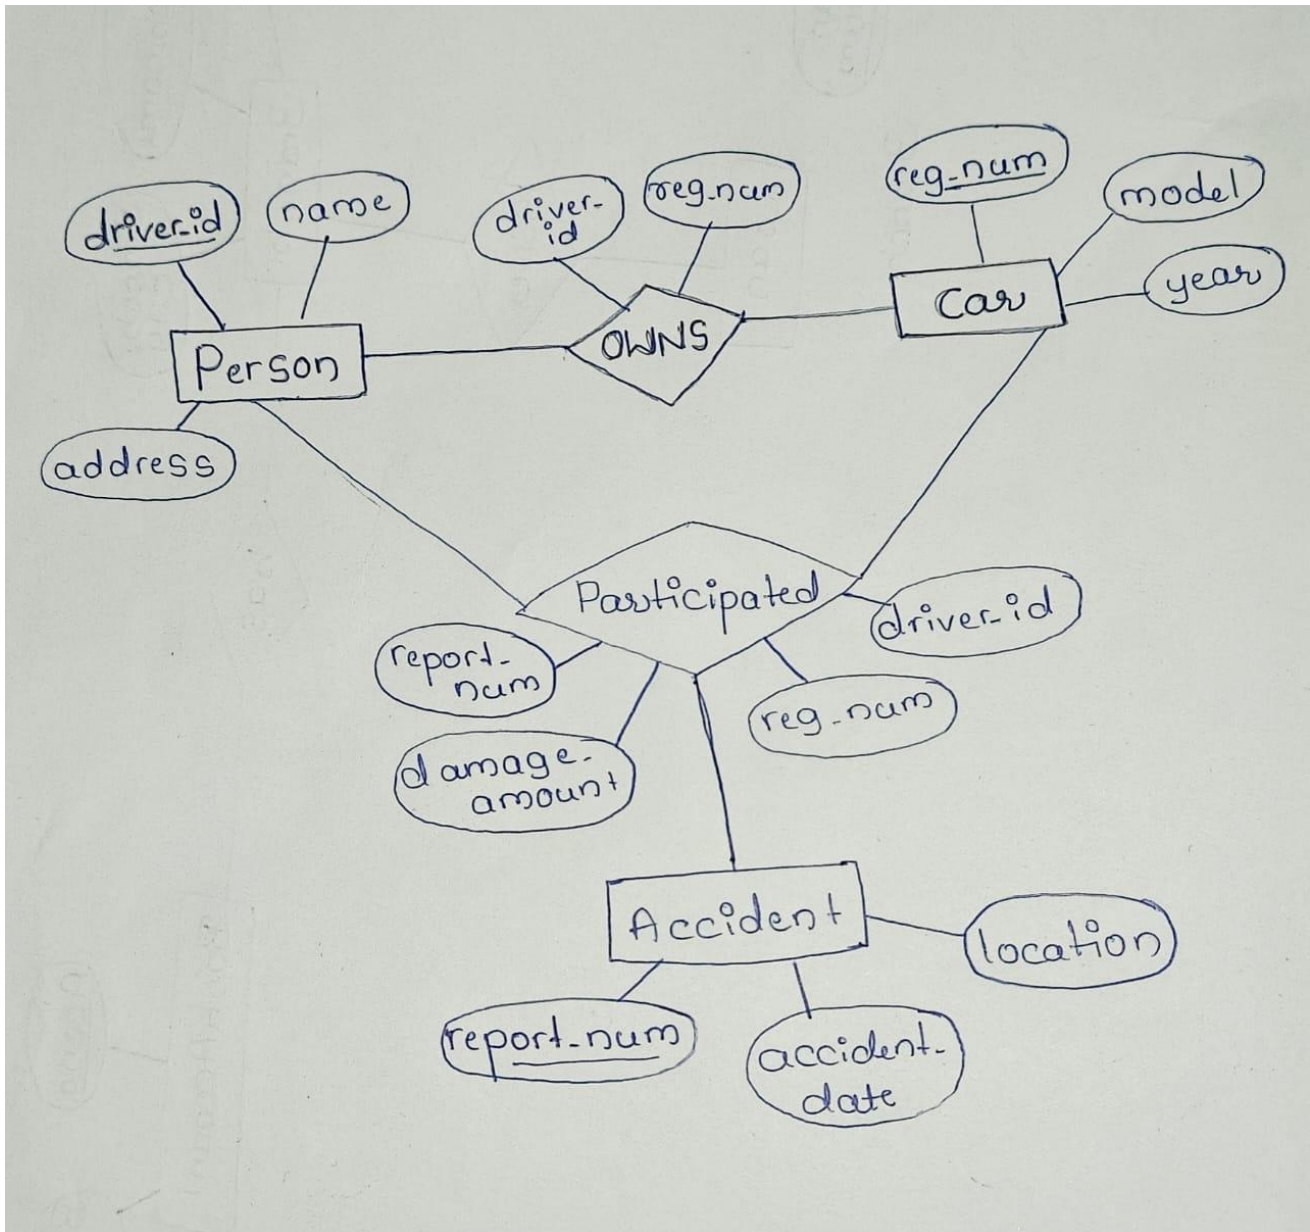 driver_id
name
driver-
id
reg_num
reg_num
model
year
Person
OWNS
Car
address
Participated
driver_id
report-
num
reg_num
damage-
amount
Accident
location
report_num
accident-
date